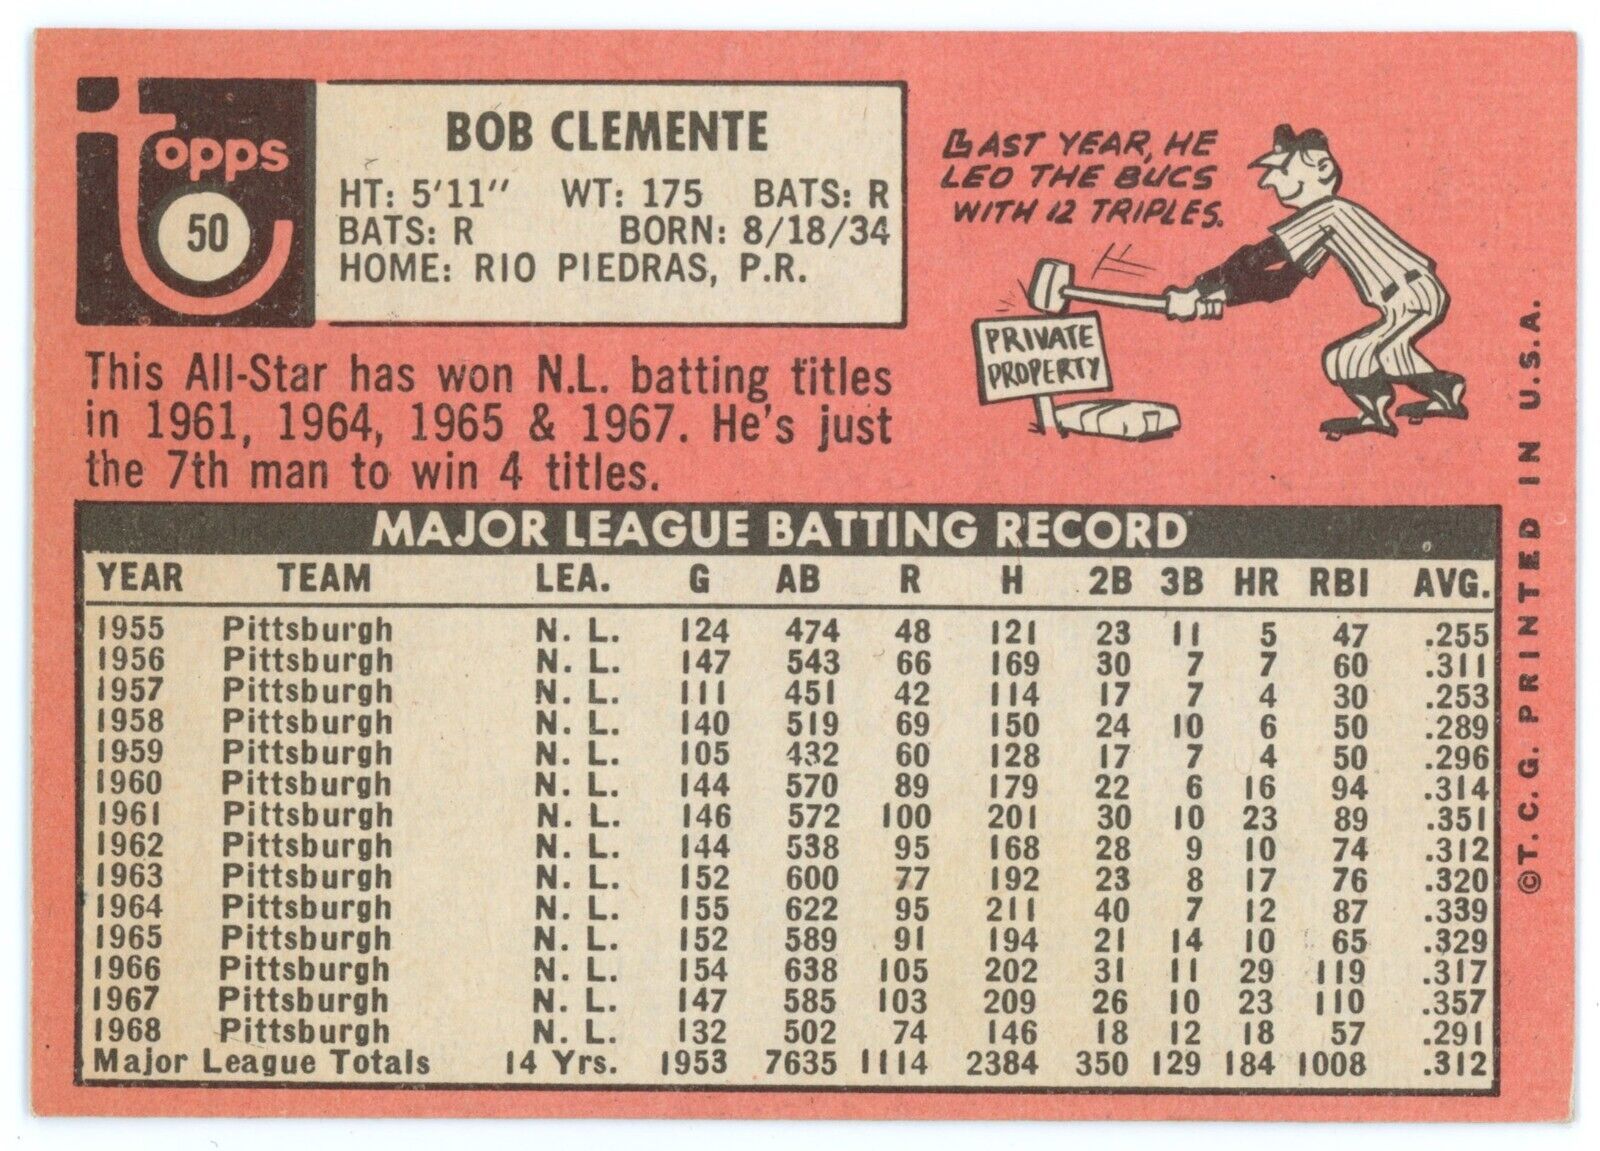 Topps
50
BOB CLEMENTE
HT: 5'11" WT: 175 BATS: R
BATS: R BORN: 8/18/34
HOME: RIO PIEDRAS, P.R.
LAST YEAR, HE
LED THE BUCS
WITH 12 TRIPLES.
PRIVATE
PROPERTY
This All-Star has won N.L. batting titles
in 1961, 1964, 1965 & 1967. He's just
the 7th man to win 4 titles.
MAJOR LEAGUE BATTING RECORD
YEAR TEAM LEA. G AB R H 2B 3B HR RBI AVG.
1955 Pittsburgh N. L. 124 474 48 121 23 11 5 47 .255
1956 Pittsburgh N. L. 147 543 66 169 30 7 7 60 .311
1957 Pittsburgh N. L. 111 451 42 114 17 7 4 30 .253
1958 Pittsburgh N. L. 140 519 69 150 24 10 6 50 .289
1959 Pittsburgh N. L. 105 432 60 128 17 7 4 50 .296
1960 Pittsburgh N. L. 144 570 89 179 22 6 16 94 .314
1961 Pittsburgh N. L. 146 572 100 201 30 10 23 89 .351
1962 Pittsburgh N. L. 144 538 95 168 28 9 10 74 .312
1963 Pittsburgh N. L. 152 600 77 192 23 8 17 76 .320
1964 Pittsburgh N. L. 155 622 95 211 40 7 12 87 .339
1965 Pittsburgh N. L. 152 589 91 194 21 14 10 65 .329
1966 Pittsburgh N. L. 154 638 105 202 31 11 29 119 .317
1967 Pittsburgh N. L. 147 585 103 209 26 10 23 110 .357
1968 Pittsburgh N. L. 132 502 74 146 18 12 18 57 .291
Major League Totals 14 Yrs. 1953 7635 1114 2384 350 129 184 1008 .312
©T. C. G. PRINTED IN U.S.A.